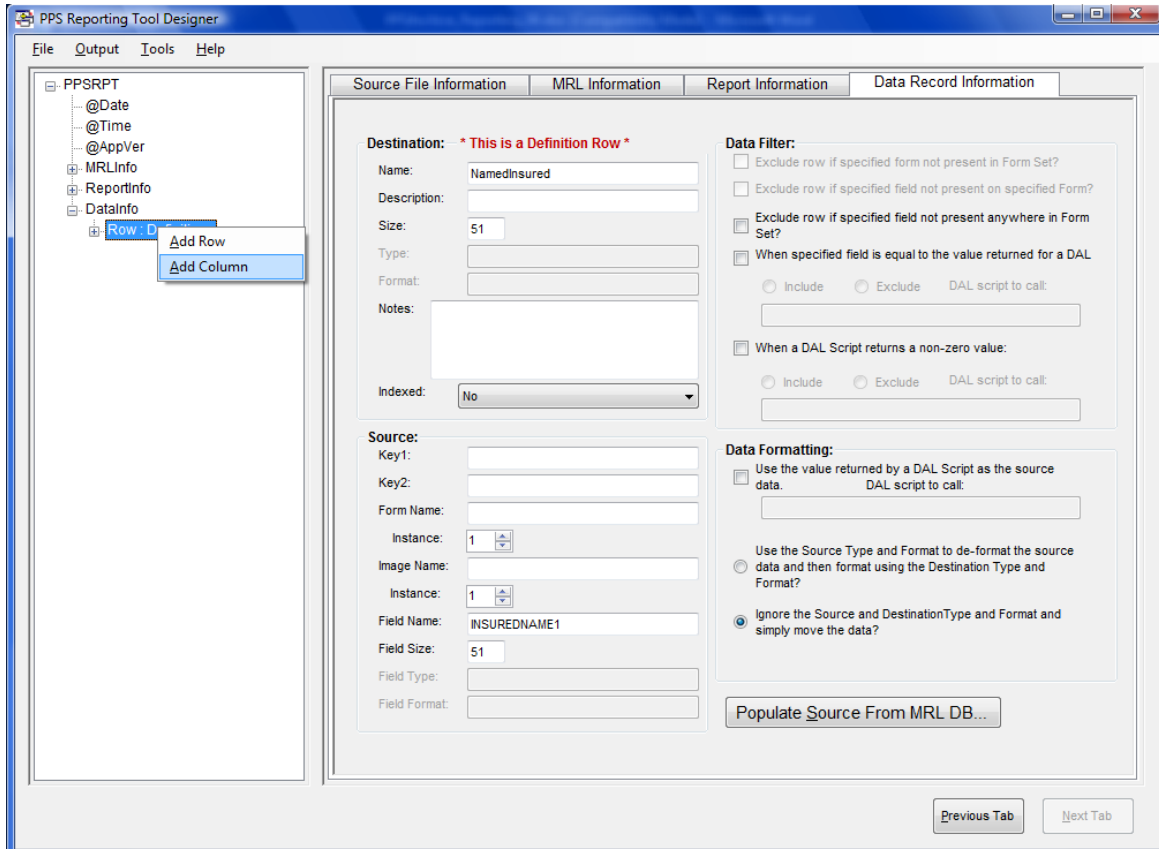 PPS Reporting Tool Designer
File Output Tools Help
PPSRPT
@Date
@Time
@AppVer
MRLInfo
ReportInfo
DataInfo
Row : D
Add Row
Add Column
Source File Information
MRL Information
Report Information
Data Record Information
Destination: * This is a Definition Row *
Name: NamedInsured
Description:
Size: 51
Type:
Format:
Notes:
Indexed: No
Source:
Key1:
Key2:
Form Name:
Instance: 1
Image Name:
Instance: 1
Field Name: INSUREDNAME1
Field Size: 51
Field Type:
Field Format:
Data Filter:
Exclude row if specified form not present in Form Set?
Exclude row if specified field not present on specified Form?
Exclude row if specified field not present anywhere in Form
Set?
When specified field is equal to the value returned for a DAL
Include Exclude DAL script to call:
When a DAL Script returns a non-zero value:
Include Exclude DAL script to call:
Data Formatting:
Use the value returned by a DAL Script as the source
data. DAL script to call:
Use the Source Type and Format to de-format the source
data and then format using the Destination Type and
Format?
Ignore the Source and DestinationType and Format and
simply move the data?
Populate Source From MRL DB...
Previous Tab
Next Tab